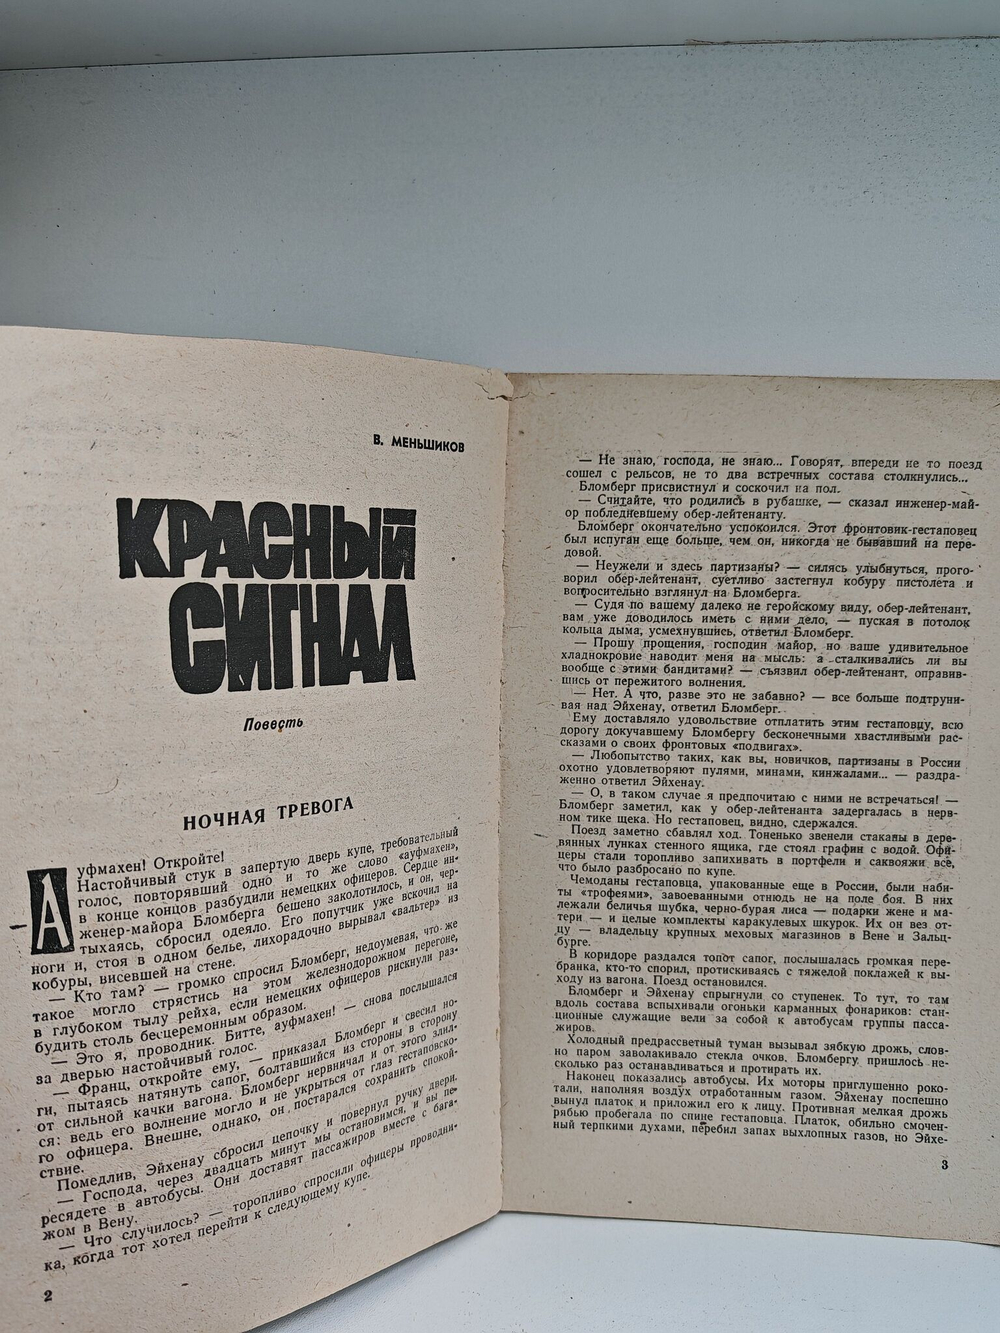 В. МЕНЬШИКОВ
КРАСНЫЙ
СИГНАЛ
Повесть
НОЧНАЯ ТРЕВОГА
Ауфмахен! Откройте!
Настойчивый стук в запертую дверь купе, требовательный
голос, повторявший одно и то же слово «ауфмахен»,
в конце концов разбудили немецких офицеров. Сердце ин-
женер-майора Бломберга бешено заколотилось, и он, чер-
тыхаясь, сбросил одеяло. Его попутчик уже вскочил на
ноги и, стоя в одном белье, лихорадочно вырывал «вальтер» из
кобуры, висевшей на стене.
— Кто там? — громко спросил Бломберг, недоумевая, что же
такое могло стрястись на этом железнодорожном перегоне,
в глубоком тылу рейха, если немецких офицеров рискнули раз-
будить столь бесцеремонным образом.
— Это я, проводник. Битте, ауфмахен! — снова послышался
за дверью настойчивый голос.
— Франц, откройте ему, — приказал Бломберг и свесил но-
ги, пытаясь натянуть сапог, болтавшийся из стороны в сторону
от сильной качки вагона. Бломберг нервничал и от этого злил-
ся: ведь его волнение могло и не укрыться от глаз гестаповско-
го офицера. Внешне, однако, он постарался сохранить спокой-
ствие.
Помедлив, Эйхенау сбросил цепочку и повернул ручку двери.
— Господа, через двадцать минут мы остановимся, и вы пе-
ресядете в автобусы. Они доставят пассажиров вместе с бага-
жом в Вену.
— Что случилось? — торопливо спросили офицеры проводни-
ка, когда тот хотел перейти к следующему купе.
2
— Не знаю, господа, не знаю... Говорят, впереди не то поезд
сошел с рельсов, не то два встречных состава столкнулись...
Бломберг присвистнул и соскочил на пол.
— Считайте, что родились в рубашке, — сказал инженер-май-
ор побледневшему обер-лейтенанту.
Бломберг окончательно успокоился. Этот фронтовик-гестаповец
был испуган еще больше, чем он, никогда не бывавший на пере-
довой.
— Неужели и здесь партизаны? — силясь улыбнуться, прого-
ворил обер-лейтенант, суетливо застегнул кобуру пистолета и
вопросительно взглянул на Бломберга.
— Судя по вашему далеко не геройскому виду, обер-лейтенант,
вам уже доводилось иметь с ними дело, — пуская в потолок
кольца дыма, усмехнувшись, ответил Бломберг.
— Прошу прощения, господин майор, но ваше удивительное
хладнокровие наводит меня на мысль: а сталкивались ли вы
вообще с этими бандитами? — съязвил обер-лейтенант, оправив-
шись от пережитого волнения.
— Нет. А что, разве это не забавно? — все больше подтруни-
вая над Эйхенау, ответил Бломберг.
Ему доставляло удовольствие отплатить этим гестаповцу, всю
дорогу докучавшему Бломбергу бесконечными хвастливыми рас-
сказами о своих фронтовых «подвигах».
— Любопытство таких, как вы, новичков, партизаны в России
охотно удовлетворяют пулями, минами, кинжалами... — раздра-
женно ответил Эйхенау.
— О, в таком случае я предпочитаю с ними не встречаться! —
Бломберг заметил, как у обер-лейтенанта задергалась в нерв-
ном тике щека. Но гестаповец, видно, сдержался.
Поезд заметно сбавлял ход. Тоненько звенели стаканы в дере-
вянных лунках стенного ящика, где стоял графин с водой. Офи-
церы стали торопливо запихивать в портфели и саквояжи все,
что было разбросано по купе.
Чемоданы гестаповца, упакованные еще в России, были наби-
ты «трофеями», завоеванными отнюдь не на поле боя. В них
лежали беличья шубка, черно-бурая лиса — подарки жене и ма-
тери — и целые комплекты каракулевых шкурок. Их он вез от-
цу — владельцу крупных меховых магазинов в Вене и Зальц-
бурге.
В коридоре раздался топот сапог, послышалась громкая пере-
бранка, кто-то спорил, протискиваясь с тяжелой поклажей к вы-
ходу из вагона. Поезд остановился.
Бломберг и Эйхенау спрыгнули со ступенек. То тут, то там
вдоль состава вспыхивали огоньки карманных фонариков: стан-
ционные служащие вели за собой к автобусам группы пасса-
жиров.
Холодный предрассветный туман вызывал зябкую дрожь, слов-
но паром заволакивало стекла очков. Бломбергу пришлось не-
сколько раз останавливаться и протирать их.
Наконец показались автобусы. Их моторы приглушенно роко-
тали, наполняя воздух отработанным газом. Эйхенау поспешно
вынул платок и приложил его к лицу. Противная мелкая дрожь
рябью пробегала по спине гестаповца. Платок, обильно смочен-
ный терпкими духами, перебил запах выхлопных газов, но Эйхе-
3